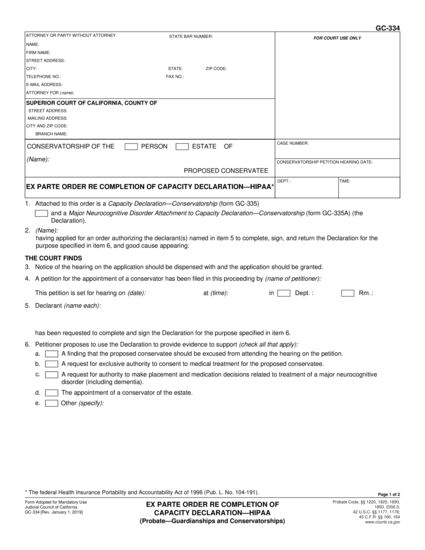 GC-334
ATTORNEY OR PARTY WITHOUT ATTORNEY STATE BAR NUMBER:
NAME:
FIRM NAME:
STREET ADDRESS:
CITY: STATE: ZIP CODE:
TELEPHONE NO.: FAX NO.:
E-MAIL ADDRESS:
ATTORNEY FOR (name):
FOR COURT USE ONLY
SUPERIOR COURT OF CALIFORNIA, COUNTY OF
STREET ADDRESS:
MAILING ADDRESS:
CITY AND ZIP CODE:
BRANCH NAME:
CONSERVATORSHIP OF THE PERSON ESTATE OF
(Name):
PROPOSED CONSERVATEE
CASE NUMBER:
CONSERVATORSHIP PETITION HEARING DATE:
EX PARTE ORDER RE COMPLETION OF CAPACITY DECLARATION—HIPAA*
DEPT.: TIME:
1. Attached to this order is a Capacity Declaration—Conservatorship (form GC-335)
and a Major Neurocognitive Disorder Attachment to Capacity Declaration—Conservatorship (form GC-335A) (the
Declaration).
2. (Name):
having applied for an order authorizing the declarant(s) named in item 5 to complete, sign, and return the Declaration for the
purpose specified in item 6, and good cause appearing:
THE COURT FINDS
3. Notice of the hearing on the application should be dispensed with and the application should be granted.
4. A petition for the appointment of a conservator has been filed in this proceeding by (name of petitioner):
This petition is set for hearing on (date): at (time): in Dept. : Rm.:
5. Declarant (name each):
has been requested to complete and sign the Declaration for the purpose specified in item 6.
6. Petitioner proposes to use the Declaration to provide evidence to support (check all that apply):
a. A finding that the proposed conservatee should be excused from attending the hearing on the petition.
b. A request for exclusive authority to consent to medical treatment for the proposed conservatee.
c. A request for authority to make placement and medication decisions related to treatment of a major neurocognitive
disorder (including dementia).
d. The appointment of a conservator of the estate.
e. Other (specify):
* The federal Health Insurance Portability and Accountability Act of 1996 (Pub. L. No. 104-191).
Page 1 of 2
Form Adopted for Mandatory Use
Judicial Council of California
GC-334 [Rev. January 1, 2019]
EX PARTE ORDER RE COMPLETION OF
CAPACITY DECLARATION—HIPAA
(Probate—Guardianships and Conservatorships)
Probate Code, §§ 1220, 1825, 1890,
1893, 2356.5;
42 U.S.C. §§ 1177, 1178;
45 C.F.R. §§ 160, 164
www.courts.ca.gov